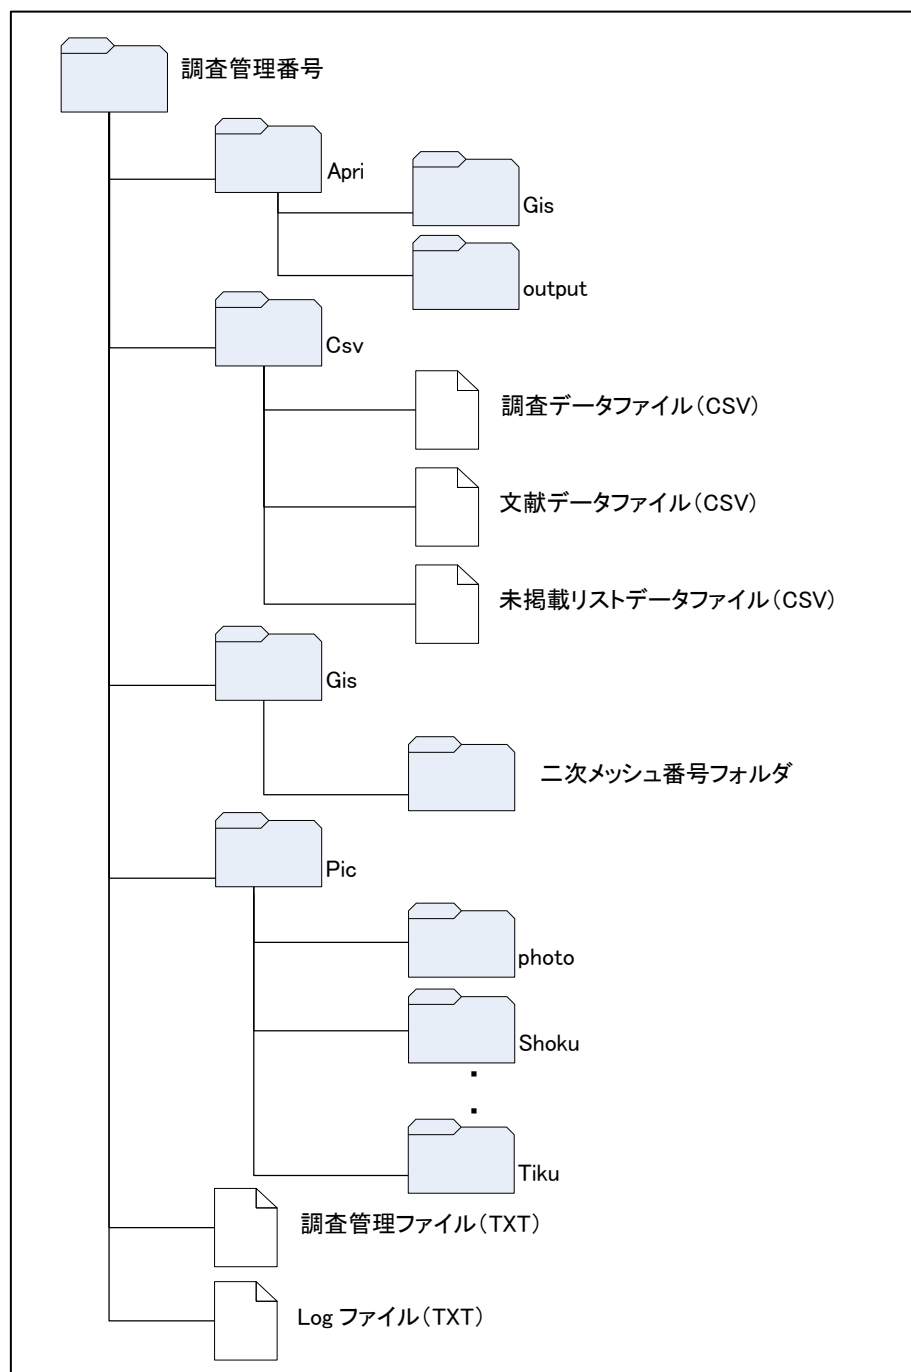 調査管理番号
Apri
Gis
output
Csv
調査データファイル(CSV)
文献データファイル(CSV)
未掲載リストデータファイル(CSV)
Gis
二次メッシュ番号フォルダ
Pic
photo
Shoku
・
・
Tiku
調査管理ファイル(TXT)
Log ファイル(TXT)